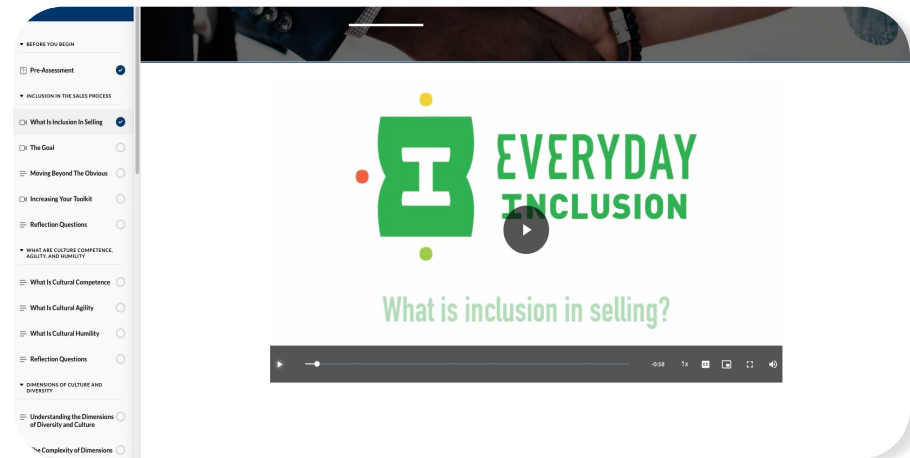 BEFORE YOU BEGIN
Pre-Assessment
INCLUSION IN THE SALES PROCESS
What Is Inclusion In Selling
The Goal
Moving Beyond The Obvious
Increasing Your Toolkit
Reflection Questions
WHAT ARE CULTURE COMPETENCE,
AGILITY, AND HUMILITY
What Is Cultural Competence
What Is Cultural Agility
What Is Cultural Humility
Reflection Questions
DIMENSIONS OF CULTURE AND
DIVERSITY
Understanding the Dimensions
of Diversity and Culture
The Complexity of Dimensions
I
EVERYDAY
INCLUSION
What is inclusion in selling?
-0:58 1x CC